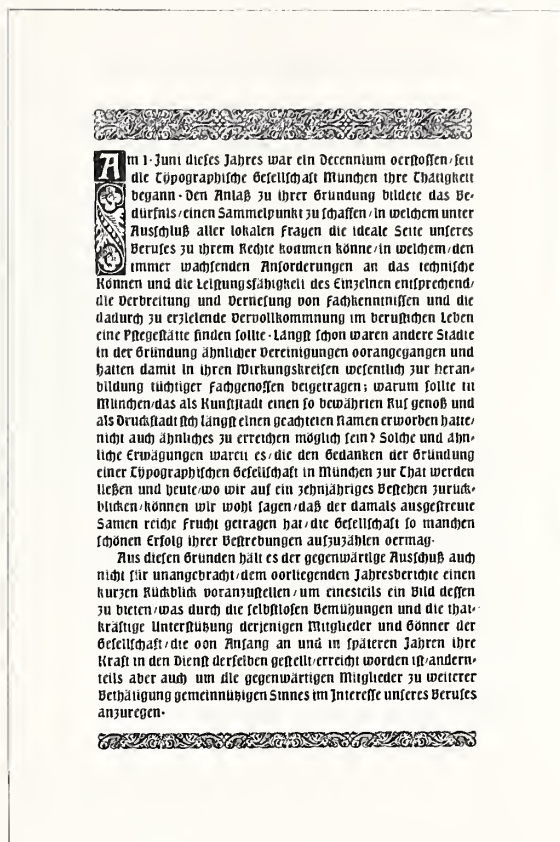 Am 1·Juni dieses Jahres war ein Decennium verflossen/seit
die Typographische Gesellschaft München ihre Thätigkeit
begann·Den Anlaß zu ihrer Gründung bildete das Be-
dürfnis/einen Sammelpunkt zu schaffen/in welchem unter
Ausschluß aller lokalen Fragen die ideale Seite unseres
Berufes zu ihrem Rechte kommen könne/in welchem/den
immer wachsenden Anforderungen an das technische
Können und die Leistungsfähigkeit des Einzelnen entsprechend/
die Verbreitung und Vertiefung von Fachkenntnissen und die
dadurch zu erzielende Vervollkommnung im beruflichen Leben
eine Pflegestätte finden sollte·Längst schon waren andere Städte
in der Gründung ähnlicher Vereinigungen vorangegangen und
hatten damit in ihren Wirkungskreisen wesentlich zur Heran-
bildung tüchtiger Fachgenossen beigetragen; warum sollte in
München/das als Kunststadt einen so bewährten Ruf genoß und
als Druckstadt sich längst einen geachteten Namen erworben hatte/
nicht auch ähnliches zu erreichen möglich sein? Solche und ähn-
liche Erwägungen waren es/die den Gedanken der Gründung
einer Typographischen Gesellschaft in München zur That werden
ließen und heute/wo wir auf ein zehnjähriges Bestehen zurück-
blicken/können wir wohl sagen/daß der damals ausgestreute
Samen reiche Frucht getragen hat/die Gesellschaft so manchen
schönen Erfolg ihrer Bestrebungen aufzuzählen vermag·
Aus diesen Gründen hält es der gegenwärtige Ausschuß auch
nicht für unangebracht/dem vorliegenden Jahresberichte einen
kurzen Rückblick voranzustellen/um einesteils ein Bild dessen
zu bieten/was durch die selbstlosen Bemühungen und die that-
kräftige Unterstützung derjenigen Mitglieder und Gönner der
Gesellschaft/die von Anfang an und in späteren Jahren ihre
Kraft in den Dienst derselben gestellt/erreicht worden ist/andern-
teils aber auch um die gegenwärtigen Mitglieder zu weiterer
Bethätigung gemeinnützigen Sinnes im Interesse unseres Berufes
anzuregen·